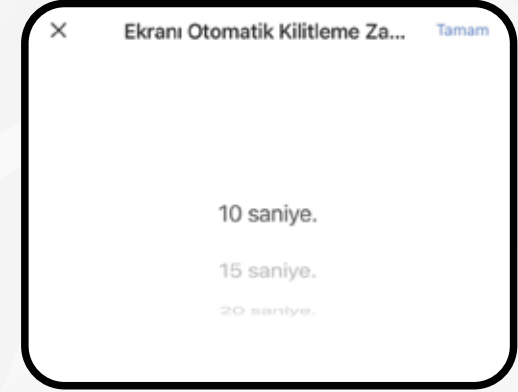 Ekranı Otomatik Kilitleme Za...
Tamam
10 saniye.
15 saniye.
20 saniye.